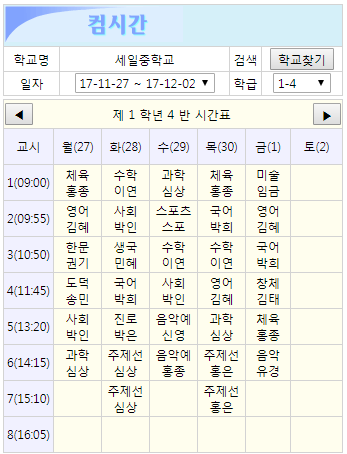 컴시간
학교명 세일중학교 검색 학교찾기
일자 17-11-27 ~ 17-12-02 학급 1-4
제 1 학년 4 반 시간표
교시 월(27) 화(28) 수(29) 목(30) 금(1) 토(2)
1(09:00) 체육 수학 과학 체육 미술
홍종 이연 심상 홍종 임금
2(09:55) 영어 사회 스포츠 국어 영어
김혜 박인 스포 박희 김혜
3(10:50) 한문 생국 수학 수학 국어
권기 민혜 이연 이연 박희
4(11:45) 도덕 국어 사회 영어 창체
송민 박희 박인 김혜 김태
5(13:20) 사회 진로 음악예 과학 체육
박인 박은 신영 심상 홍종
6(14:15) 과학 주제선 음악예 주제선 음악
심상 심상 홍종 홍은 유경
7(15:10) 주제선 주제선
심상 홍은
8(16:05)